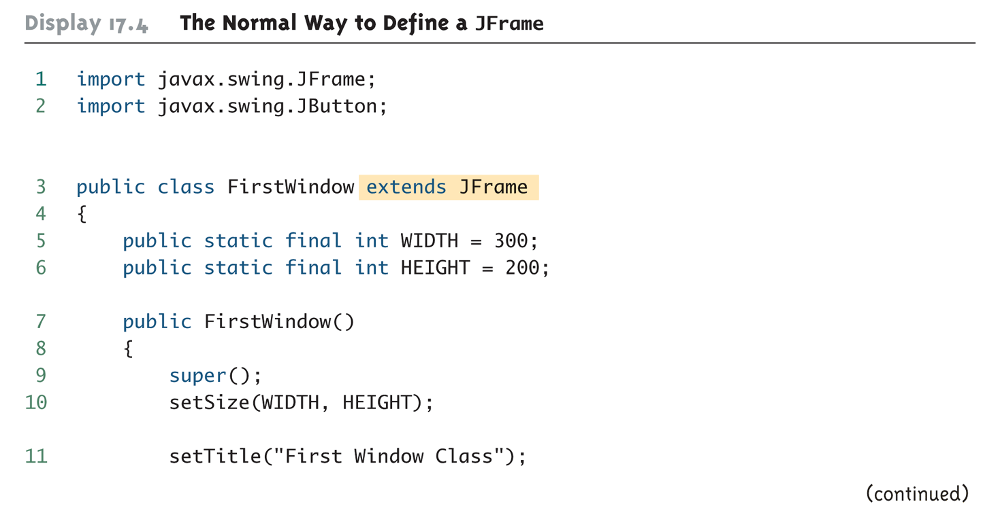 Display 17.4 The Normal Way to Define a JFrame
1 import javax.swing.JFrame;
2 import javax.swing.JButton;
3 public class FirstWindow extends JFrame
4 {
5 public static final int WIDTH = 300;
6 public static final int HEIGHT = 200;
7 public FirstWindow()
8 {
9 super();
10 setSize(WIDTH, HEIGHT);
11 setTitle("First Window Class");
(continued)